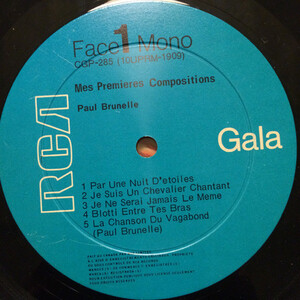 Face 1 Mono
CGP-285 (10LJPRM-1909)
Mes Premieres Compositions
Paul Brunelle
RCA
Gala
1 Par Une Nuit D'etoiles
2 Je Suis Un Chevalier Chantant
3 Je Ne Serai Jamais Le Meme
4 Blotti Entre Tes Bras
5 La Chanson Du Vagabond
(Paul Brunelle)